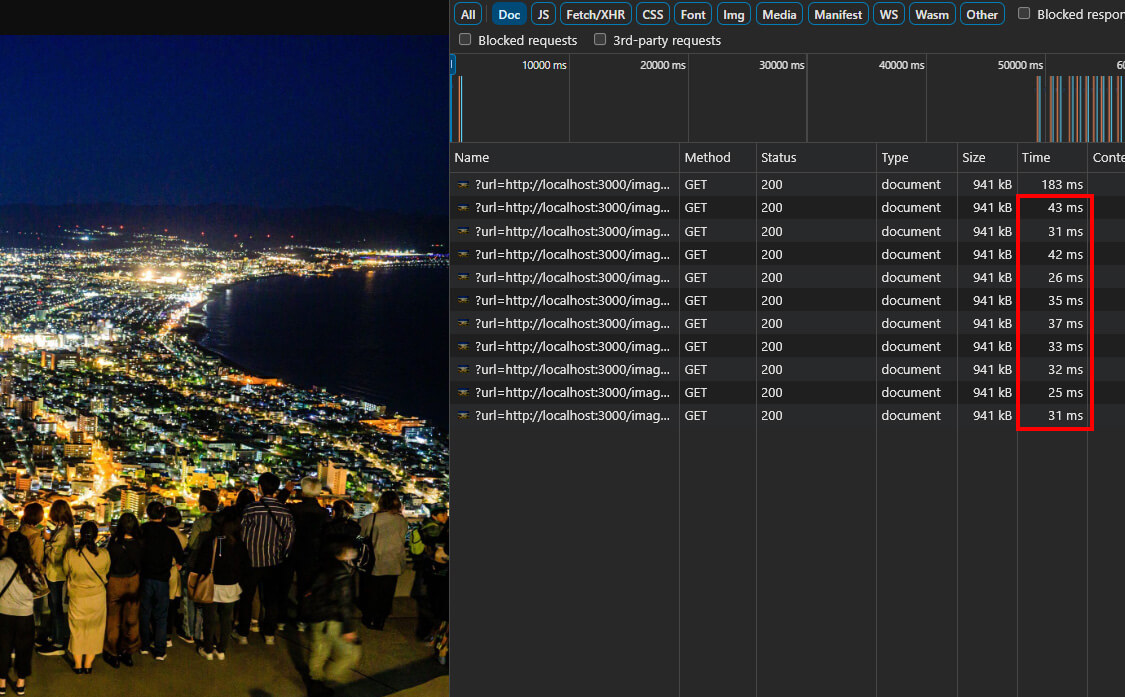 All Doc JS Fetch/XHR CSS Font Img Media Manifest WS Wasm Other Blocked respon
Blocked requests 3rd-party requests
10000 ms 20000 ms 30000 ms 40000 ms 50000 ms 60
Name Method Status Type Size Time Conte
?url=http://localhost:3000/imag... GET 200 document 941 kB 183 ms
?url=http://localhost:3000/imag... GET 200 document 941 kB 43 ms
?url=http://localhost:3000/imag... GET 200 document 941 kB 31 ms
?url=http://localhost:3000/imag... GET 200 document 941 kB 42 ms
?url=http://localhost:3000/imag... GET 200 document 941 kB 26 ms
?url=http://localhost:3000/imag... GET 200 document 941 kB 35 ms
?url=http://localhost:3000/imag... GET 200 document 941 kB 37 ms
?url=http://localhost:3000/imag... GET 200 document 941 kB 33 ms
?url=http://localhost:3000/imag... GET 200 document 941 kB 32 ms
?url=http://localhost:3000/imag... GET 200 document 941 kB 25 ms
?url=http://localhost:3000/imag... GET 200 document 941 kB 31 ms